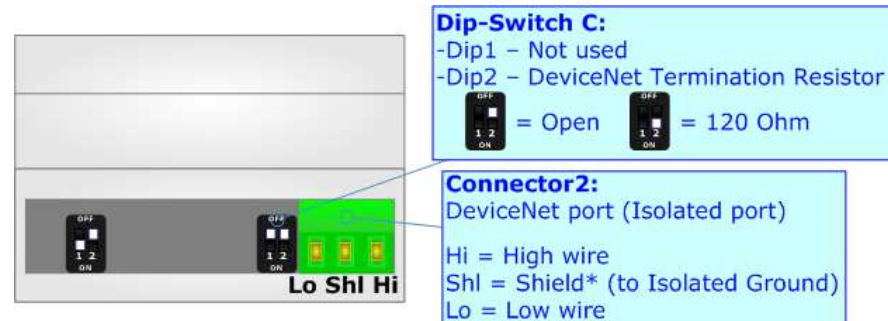 Dip-Switch C:
-Dip1 – Not used
-Dip2 – DeviceNet Termination Resistor
OFF
1 2
ON
= Open
OFF
1 2
ON
= 120 Ohm
Connector2:
DeviceNet port (Isolated port)
Hi = High wire
Shl = Shield* (to Isolated Ground)
Lo = Low wire
OFF
1 2
ON
OFF
1 2
ON
Lo Shl Hi